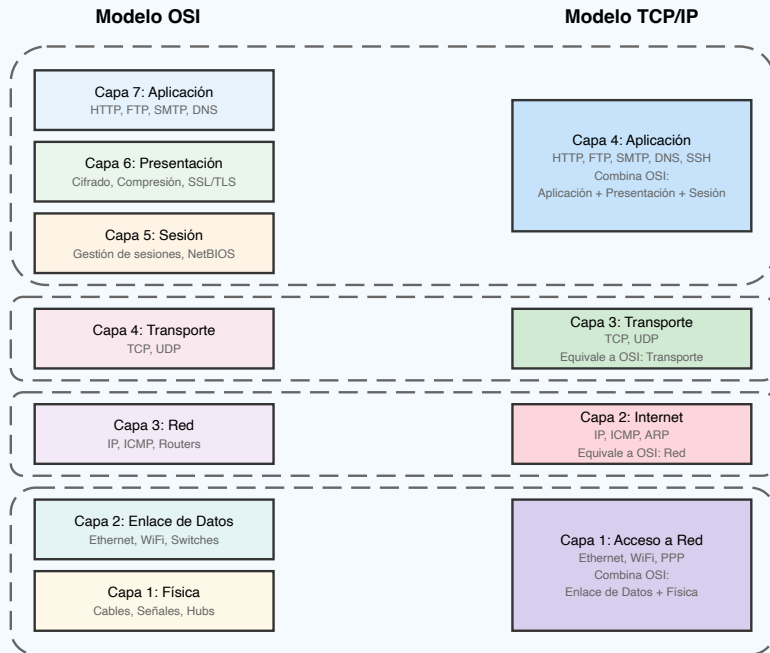 Modelo OSI
Modelo TCP/IP
Capa 7: Aplicación
HTTP, FTP, SMTP, DNS
Capa 6: Presentación
Cifrado, Compresión, SSL/TLS
Capa 5: Sesión
Gestión de sesiones, NetBIOS
Capa 4: Aplicación
HTTP, FTP, SMTP, DNS, SSH
Combina OSI:
Aplicación + Presentación + Sesión
Capa 4: Transporte
TCP, UDP
Capa 3: Transporte
TCP, UDP
Equivale a OSI: Transporte
Capa 3: Red
IP, ICMP, Routers
Capa 2: Internet
IP, ICMP, ARP
Equivale a OSI: Red
Capa 2: Enlace de Datos
Ethernet, WiFi, Switches
Capa 1: Física
Cables, Señales, Hubs
Capa 1: Acceso a Red
Ethernet, WiFi, PPP
Combina OSI:
Enlace de Datos + Física